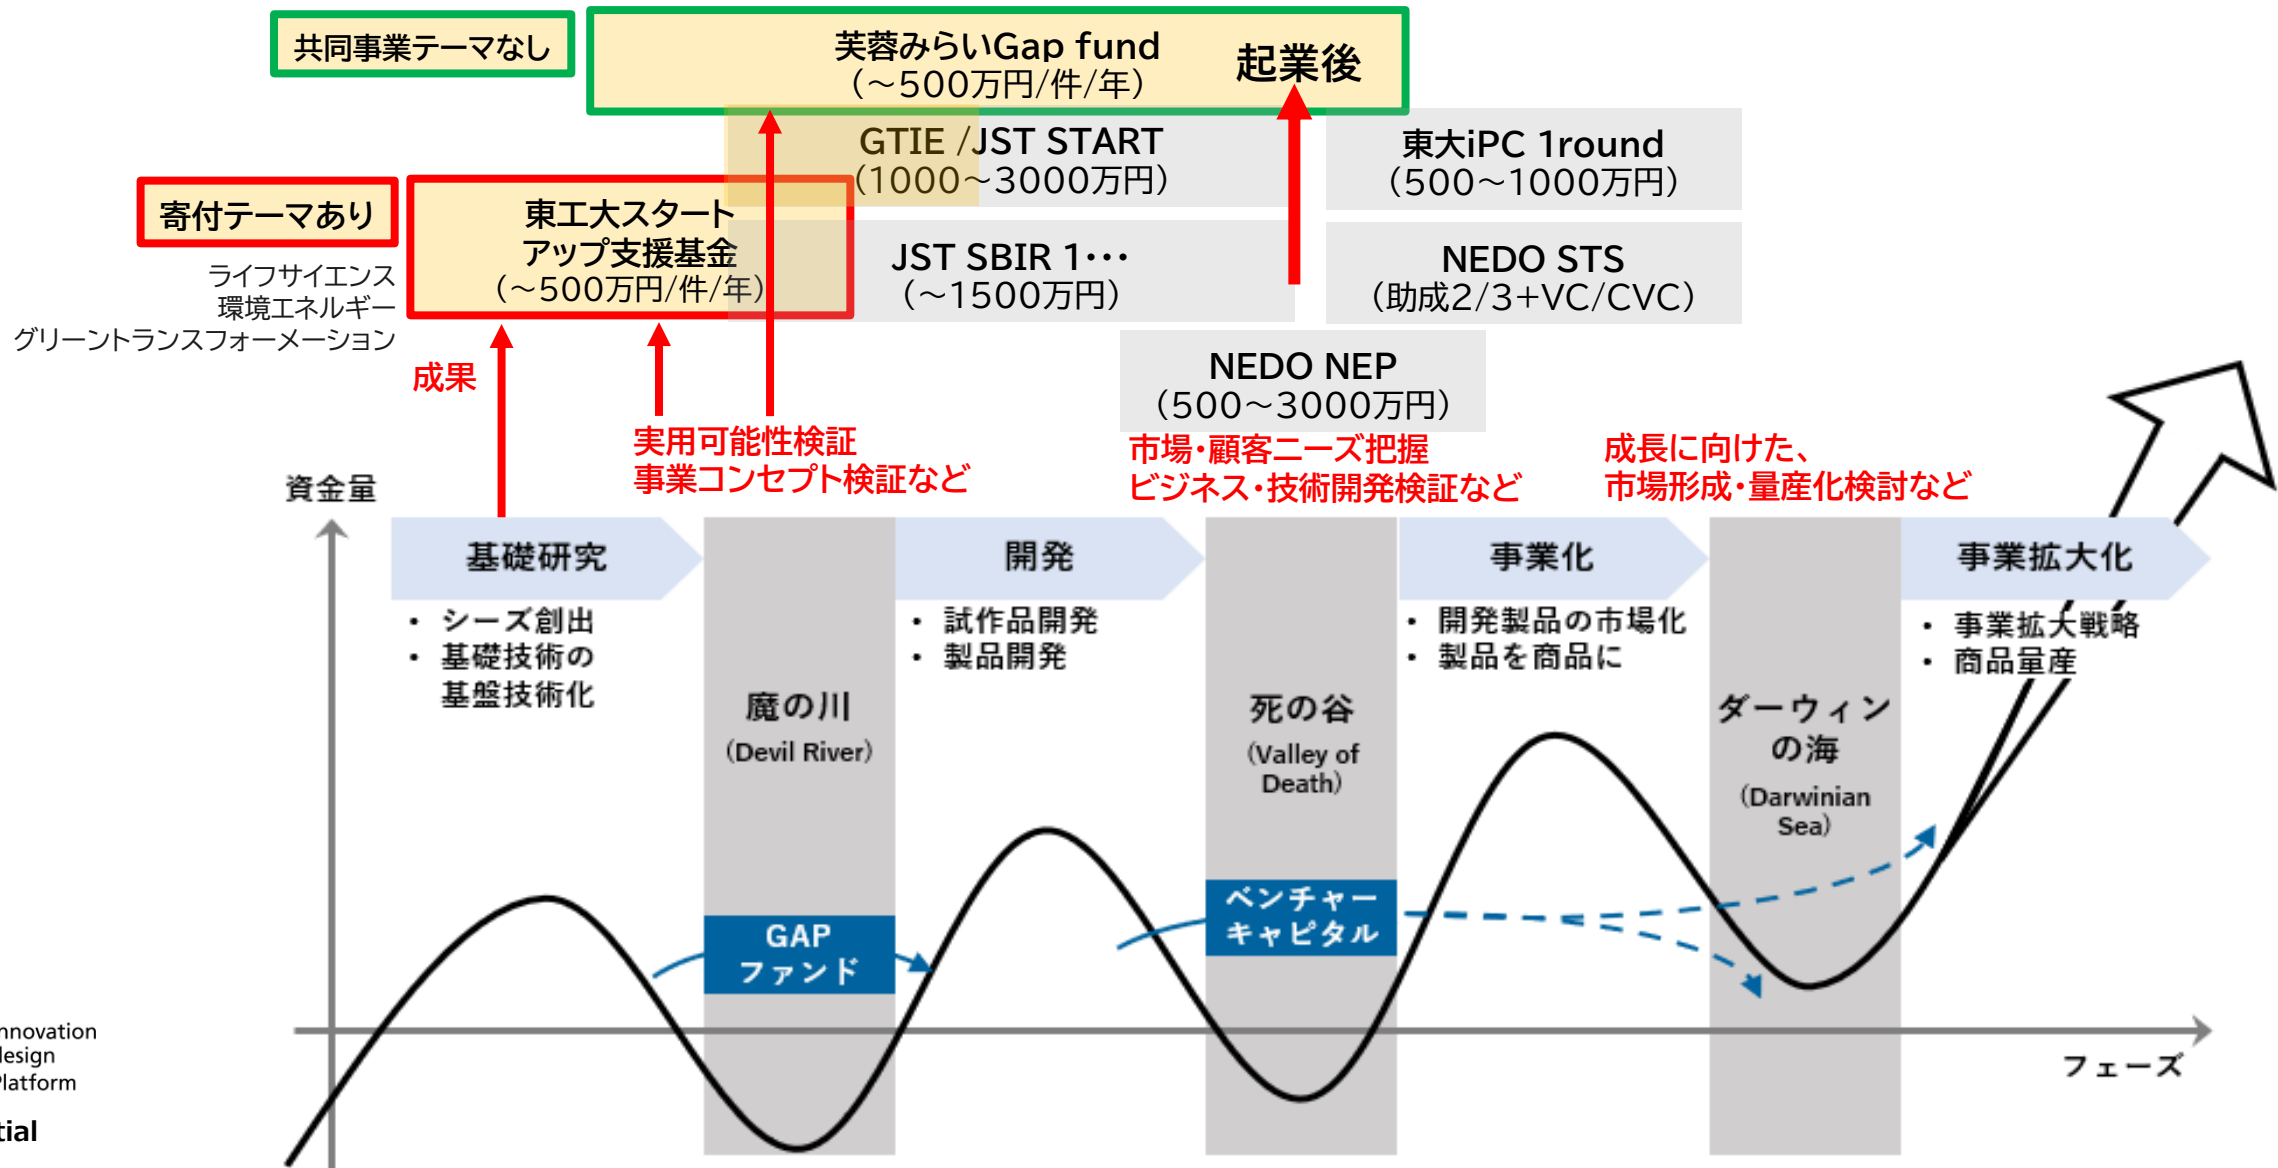 共同事業テーマなし
芙蓉みらいGap fund
（～500万円/件/年）
起業後
GTIE /JST START
（1000～3000万円）
東大iPC 1round
（500～1000万円）
寄付テーマあり
ライフサイエンス
環境エネルギー
グリーントランスフォーメーション
東工大スタート
アップ支援基金
（～500万円/件/年）
JST SBIR 1・・・
（～1500万円）
NEDO STS
（助成2/3+VC/CVC）
NEDO NEP
（500～3000万円）
成果
実用可能性検証
事業コンセプト検証など
市場・顧客ニーズ把握
ビジネス・技術開発検証など
成長に向けた、
市場形成・量産化検討など
資金量
基礎研究
開発
事業化
事業拡大化
・ シーズ創出
・ 基礎技術の
基盤技術化
・ 試作品開発
・ 製品開発
・ 開発製品の市場化
・ 製品を商品に
・ 事業拡大戦略
・ 商品量産
魔の川
(Devil River)
死の谷
(Valley of
Death)
ダーウィン
の海
(Darwinian
Sea)
GAP
ファンド
ベンチャー
キャピタル
フェーズ
nnovation
design
Platform
tial